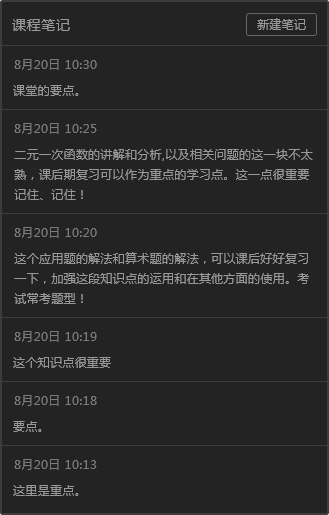 课程笔记
新建笔记
8月20日 10:30
课堂的要点。
8月20日 10:25
二元一次函数的讲解和分析,以及相关问题的这一块不太
熟，课后期复习可以作为重点的学习点。这一点很重要
记住、记住！
8月20日 10:20
这个应用题的解法和算术题的解法，可以课后好好复习
一下，加强这段知识点的运用和在其他方面的使用。考
试常考题型！
8月20日 10:19
这个知识点很重要
8月20日 10:18
要点。
8月20日 10:13
这里是重点。